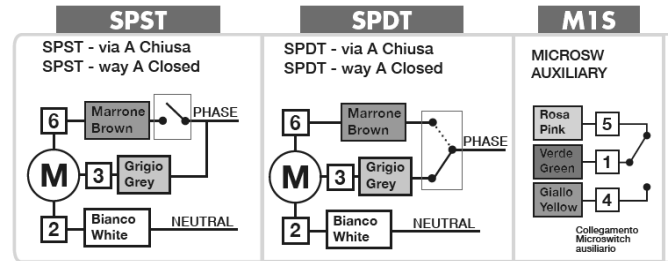 SPST
SPST - via A Chiusa
SPST - way A Closed
6
Marrone
Brown
PHASE
M
3
Grigio
Grey
2
Bianco
White
NEUTRAL
SPDT
SPDT - via A Chiusa
SPDT - way A Closed
6
Marrone
Brown
PHASE
M
3
Grigio
Grey
2
Bianco
White
NEUTRAL
M1S
MICROSW
AUXILIARY
Rosa
Pink
5
Verde
Green
1
Giallo
Yellow
4
Collegamento
Microswitch
ausiliario